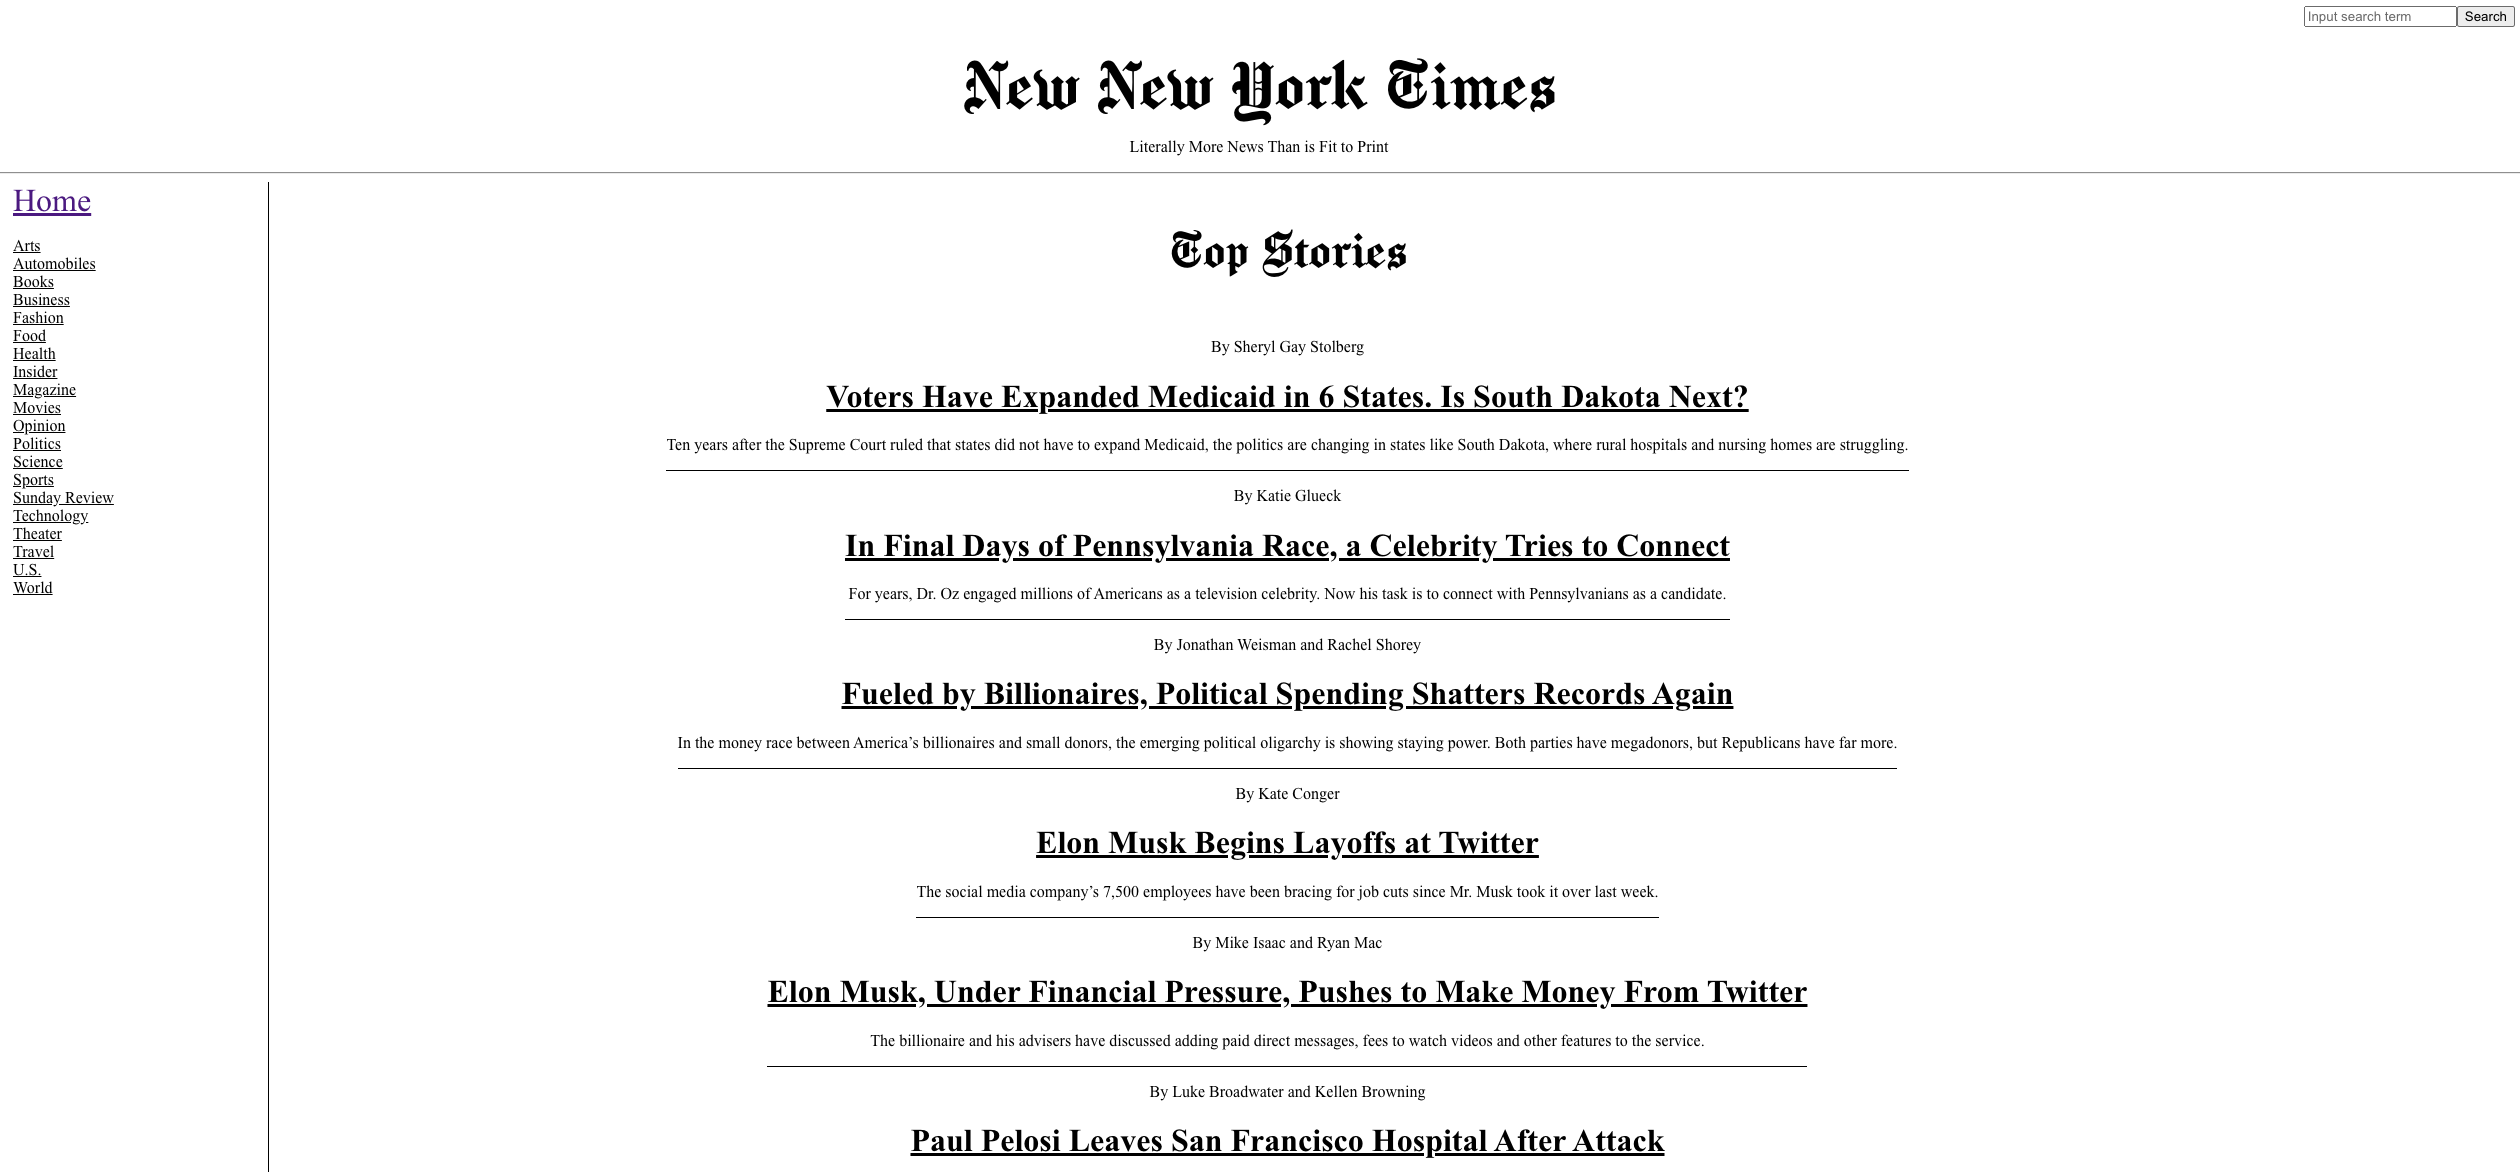 Input search term
Search
New New York Times
Literally More News Than is Fit to Print
Home
Arts
Automobiles
Books
Business
Fashion
Food
Health
Insider
Magazine
Movies
Opinion
Politics
Science
Sports
Sunday Review
Technology
Theater
Travel
U.S.
World
Top Stories
By Sheryl Gay Stolberg
Voters Have Expanded Medicaid in 6 States. Is South Dakota Next?
Ten years after the Supreme Court ruled that states did not have to expand Medicaid, the politics are changing in states like South Dakota, where rural hospitals and nursing homes are struggling.
By Katie Glueck
In Final Days of Pennsylvania Race, a Celebrity Tries to Connect
For years, Dr. Oz engaged millions of Americans as a television celebrity. Now his task is to connect with Pennsylvanians as a candidate.
By Jonathan Weisman and Rachel Shorey
Fueled by Billionaires, Political Spending Shatters Records Again
In the money race between America’s billionaires and small donors, the emerging political oligarchy is showing staying power. Both parties have megadonors, but Republicans have far more.
By Kate Conger
Elon Musk Begins Layoffs at Twitter
The social media company’s 7,500 employees have been bracing for job cuts since Mr. Musk took it over last week.
By Mike Isaac and Ryan Mac
Elon Musk, Under Financial Pressure, Pushes to Make Money From Twitter
The billionaire and his advisers have discussed adding paid direct messages, fees to watch videos and other features to the service.
By Luke Broadwater and Kellen Browning
Paul Pelosi Leaves San Francisco Hospital After Attack